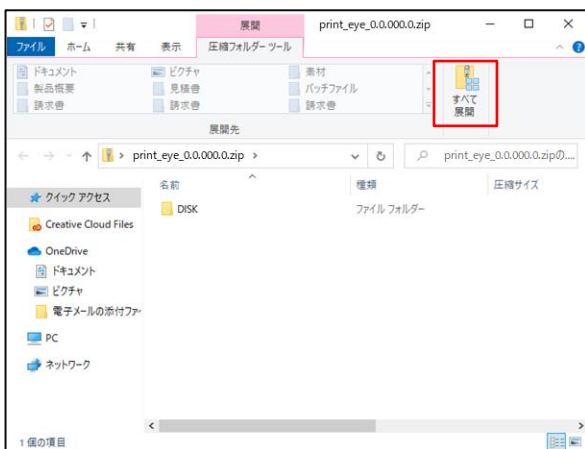 展開
print_eye_0.0.000.0.zip
ファイル
ホーム
共有
表示
圧縮フォルダー ツール
ドキュメント
ピクチャ
素材
製品概要
見積書
バッチファイル
請求書
請求書
請求書
すべて
展開
展開先
print_eye_0.0.000.0.zip
print_eye_0.0.000.0.zipの....
名前
種類
圧縮サイズ
クイック アクセス
DISK
ファイル フォルダー
Creative Cloud Files
OneDrive
ドキュメント
ピクチャ
電子メールの添付ファ
PC
ネットワーク
1 個の項目